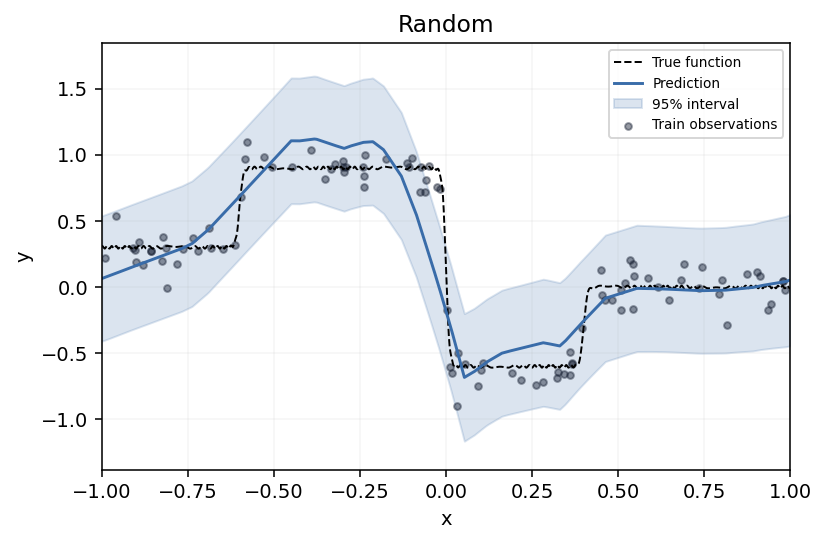 Random
True function
Prediction
95% interval
Train observations
y
1.5
1.0
0.5
0.0
−0.5
−1.0
−1.00 −0.75 −0.50 −0.25 0.00 0.25 0.50 0.75 1.00
x